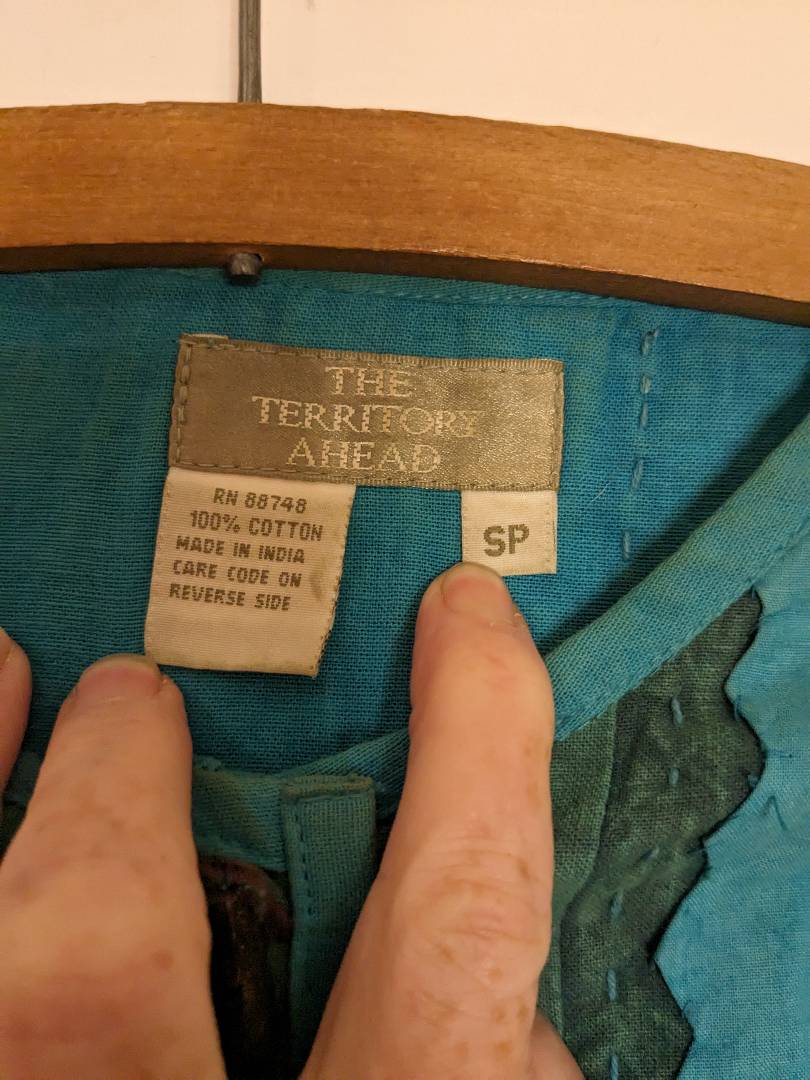 THE
TERRITORY
AHEAD
RN 88748
100% COTTON
MADE IN INDIA
CARE CODE ON
REVERSE SIDE
SP